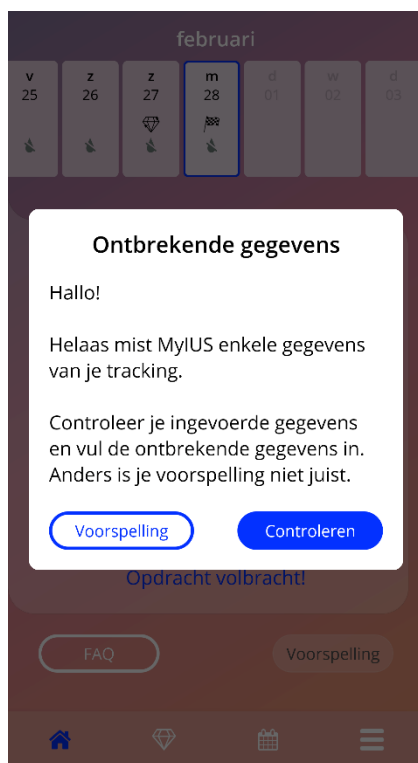 februari
v z z m d w d
25 26 27 28 01 02 03
Ontbrekende gegevens
Hallo!
Helaas mist MyIUS enkele gegevens
van je tracking.
Controleer je ingevoerde gegevens
en vul de ontbrekende gegevens in.
Anders is je voorspelling niet juist.
Voorspelling Controleren
Opdracht volbracht!
FAQ Voorspelling